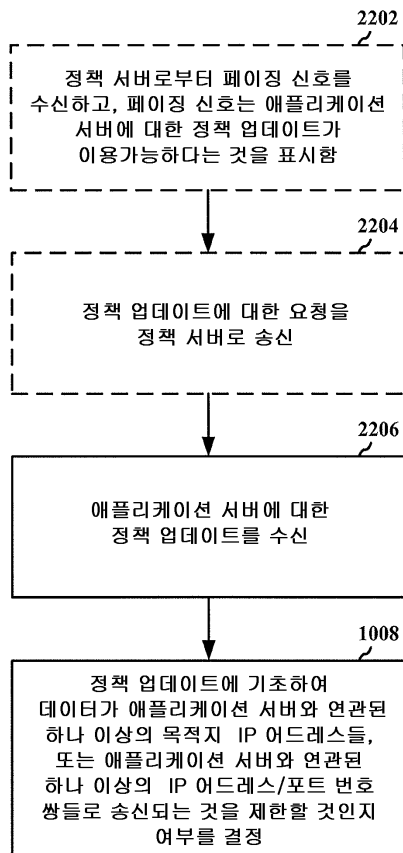 2202
정책 서버로부터 페이징 신호를
수신하고, 페이징 신호는 애플리케이션
서버에 대한 정책 업데이트가
이용가능하다는 것을 표시함
2204
정책 업데이트에 대한 요청을
정책 서버로 송신
2206
애플리케이션 서버에 대한
정책 업데이트를 수신
1008
정책 업데이트에 기초하여
데이터가 애플리케이션 서버와 연관된
하나 이상의 목적지 IP 어드레스들,
또는 애플리케이션 서버와 연관된
하나 이상의 IP 어드레스/포트 번호
쌍들로 송신되는 것을 제한할 것인지
여부를 결정